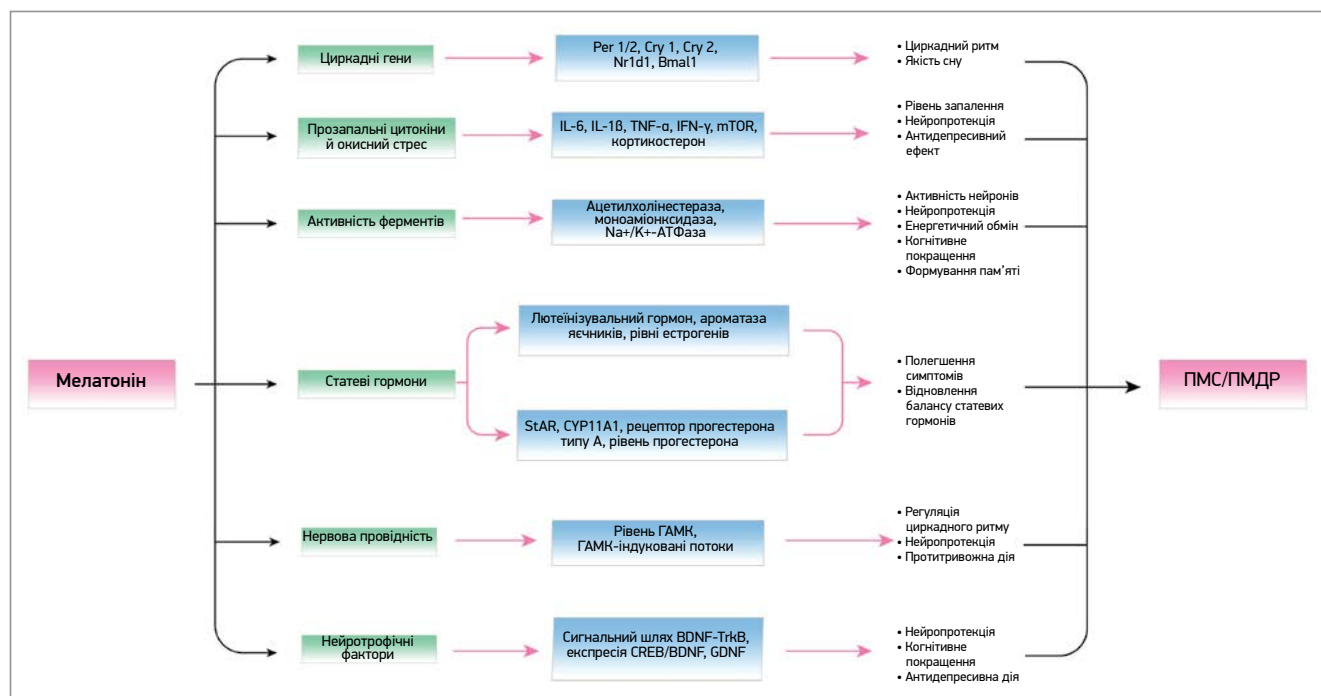 Циркадні гени
Per 1/2, Cry 1, Cry 2,
Nr1d1, Bmal1
• Циркадний ритм
• Якість сну
Прозапальні цитокіни
й окисний стрес
IL-6, IL-1ß, TNF-α, IFN-γ, mTOR,
кортикостерон
• Рівень запалення
• Нейропротекція
• Антидепресивний
ефект
Активність ферментів
Ацетилхолінестераза,
моноаміонксидаза,
Na+/K+-АТФаза
• Активність нейронів
• Нейропротекція
• Енергетичний обмін
• Когнітивне
покращення
• Формування пам’яті
Мелатонін
Статеві гормони
Лютеїнізувальний гормон, ароматаза
яєчників, рівні естрогенів
StAR, CYP11A1, рецептор прогестерона
типу А, рівень прогестерона
• Полегшення
симптомів
• Відновлення
балансу статевих
гормонів
ПМС/ПМДР
Нервова провідність
Рівень ГАМК,
ГАМК-індуковані потоки
• Регуляція
циркадного ритму
• Нейропротекція
• Протитривожна дія
Нейротрофічні
фактори
Сигнальний шлях BDNF-TrkB,
експресія CREB/BDNF, GDNF
• Нейропротекція
• Когнітивне
покращення
• Антидепресивна дія